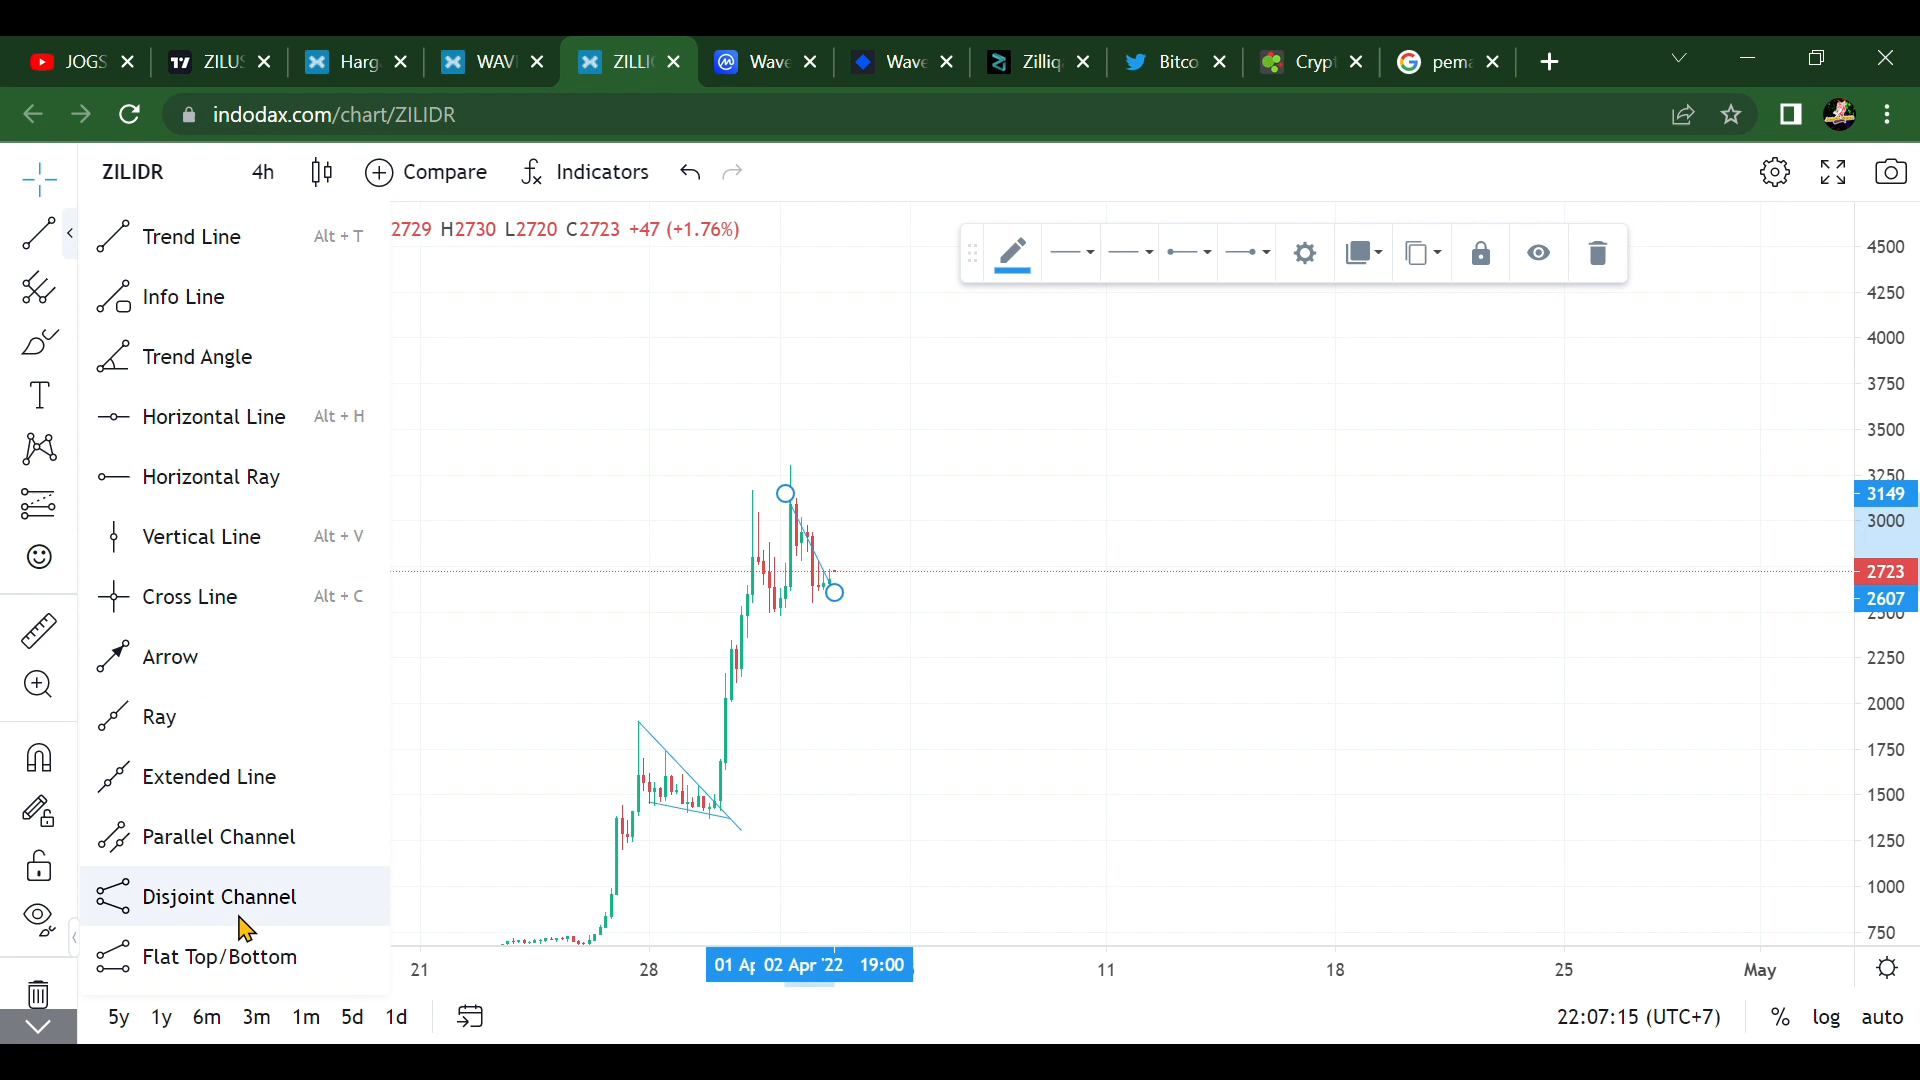 JOGS ZILUS Harg WAVE ZILLI Wave Wave Zilliq Bitco Crypt pema
indodax.com/chart/ZILIDR
ZILIDR 4h Compare Indicators
2729 H2730 L2720 C2723 +47 (+1.76%)
Trend Line Alt + T
Info Line
Trend Angle
Horizontal Line Alt + H
Horizontal Ray
Vertical Line Alt + V
Cross Line Alt + C
Arrow
Ray
Extended Line
Parallel Channel
Disjoint Channel
Flat Top/Bottom
4500
4250
4000
3750
3500
3250
3149
3000
2723
2607
2500
2250
2000
1750
1500
1250
1000
750
21 28 01 Ap 02 Apr '22 19:00 11 18 25 May
5y 1y 6m 3m 1m 5d 1d 22:07:15 (UTC+7) % log auto